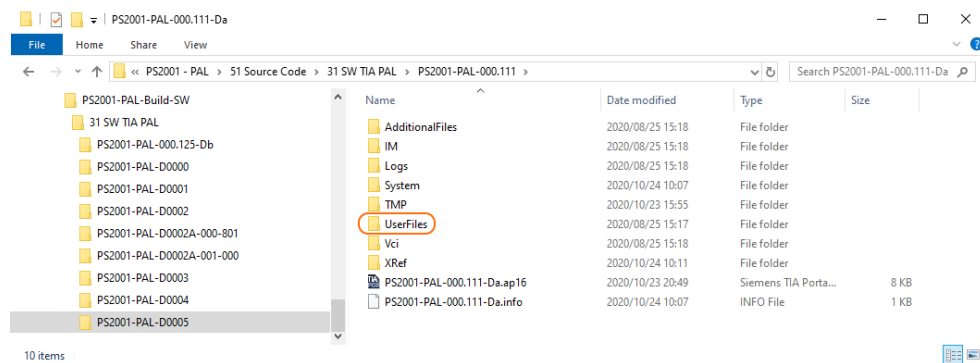 PS2001-PAL-000.111-Da
File Home Share View
« PS2001 - PAL › 51 Source Code › 31 SW TIA PAL › PS2001-PAL-000.111 › Search PS2001-PAL-000.111-Da
PS2001-PAL-Build-SW
31 SW TIA PAL
PS2001-PAL-000.125-Db
PS2001-PAL-D0000
PS2001-PAL-D0001
PS2001-PAL-D0002
PS2001-PAL-D0002A-000-801
PS2001-PAL-D0002A-001-000
PS2001-PAL-D0003
PS2001-PAL-D0004
PS2001-PAL-D0005
Name Date modified Type Size
AdditionalFiles 2020/08/25 15:18 File folder
IM 2020/08/25 15:18 File folder
Logs 2020/08/25 15:18 File folder
System 2020/10/24 10:07 File folder
TMP 2020/10/23 15:55 File folder
UserFiles 2020/08/25 15:17 File folder
Vci 2020/08/25 15:18 File folder
XRef 2020/10/24 10:11 File folder
PS2001-PAL-000.111-Da.ap16 2020/10/23 20:49 Siemens TIA Porta... 8 KB
PS2001-PAL-000.111-Da.info 2020/10/24 10:07 INFO File 1 KB
10 items